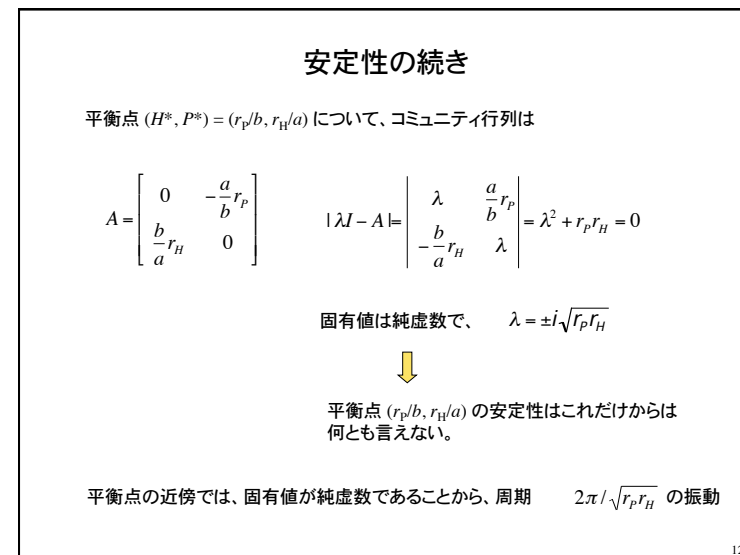 安定性の続き
平衡点 (H*, P*) = (r_P/b, r_H/a) について、コミュニティ行列は
A = [ 0 −(a/b)r_P ; (b/a)r_H 0 ]  | λI − A | = | λ (a/b)r_P ; −(b/a)r_H λ | = λ² + r_P r_H = 0
固有値は純虚数で、 λ = ±i√(r_P r_H)
平衡点 (r_P/b, r_H/a) の安定性はこれだけからは
何とも言えない。
平衡点の近傍では、固有値が純虚数であることから、周期 2π/√(r_P r_H) の振動
12